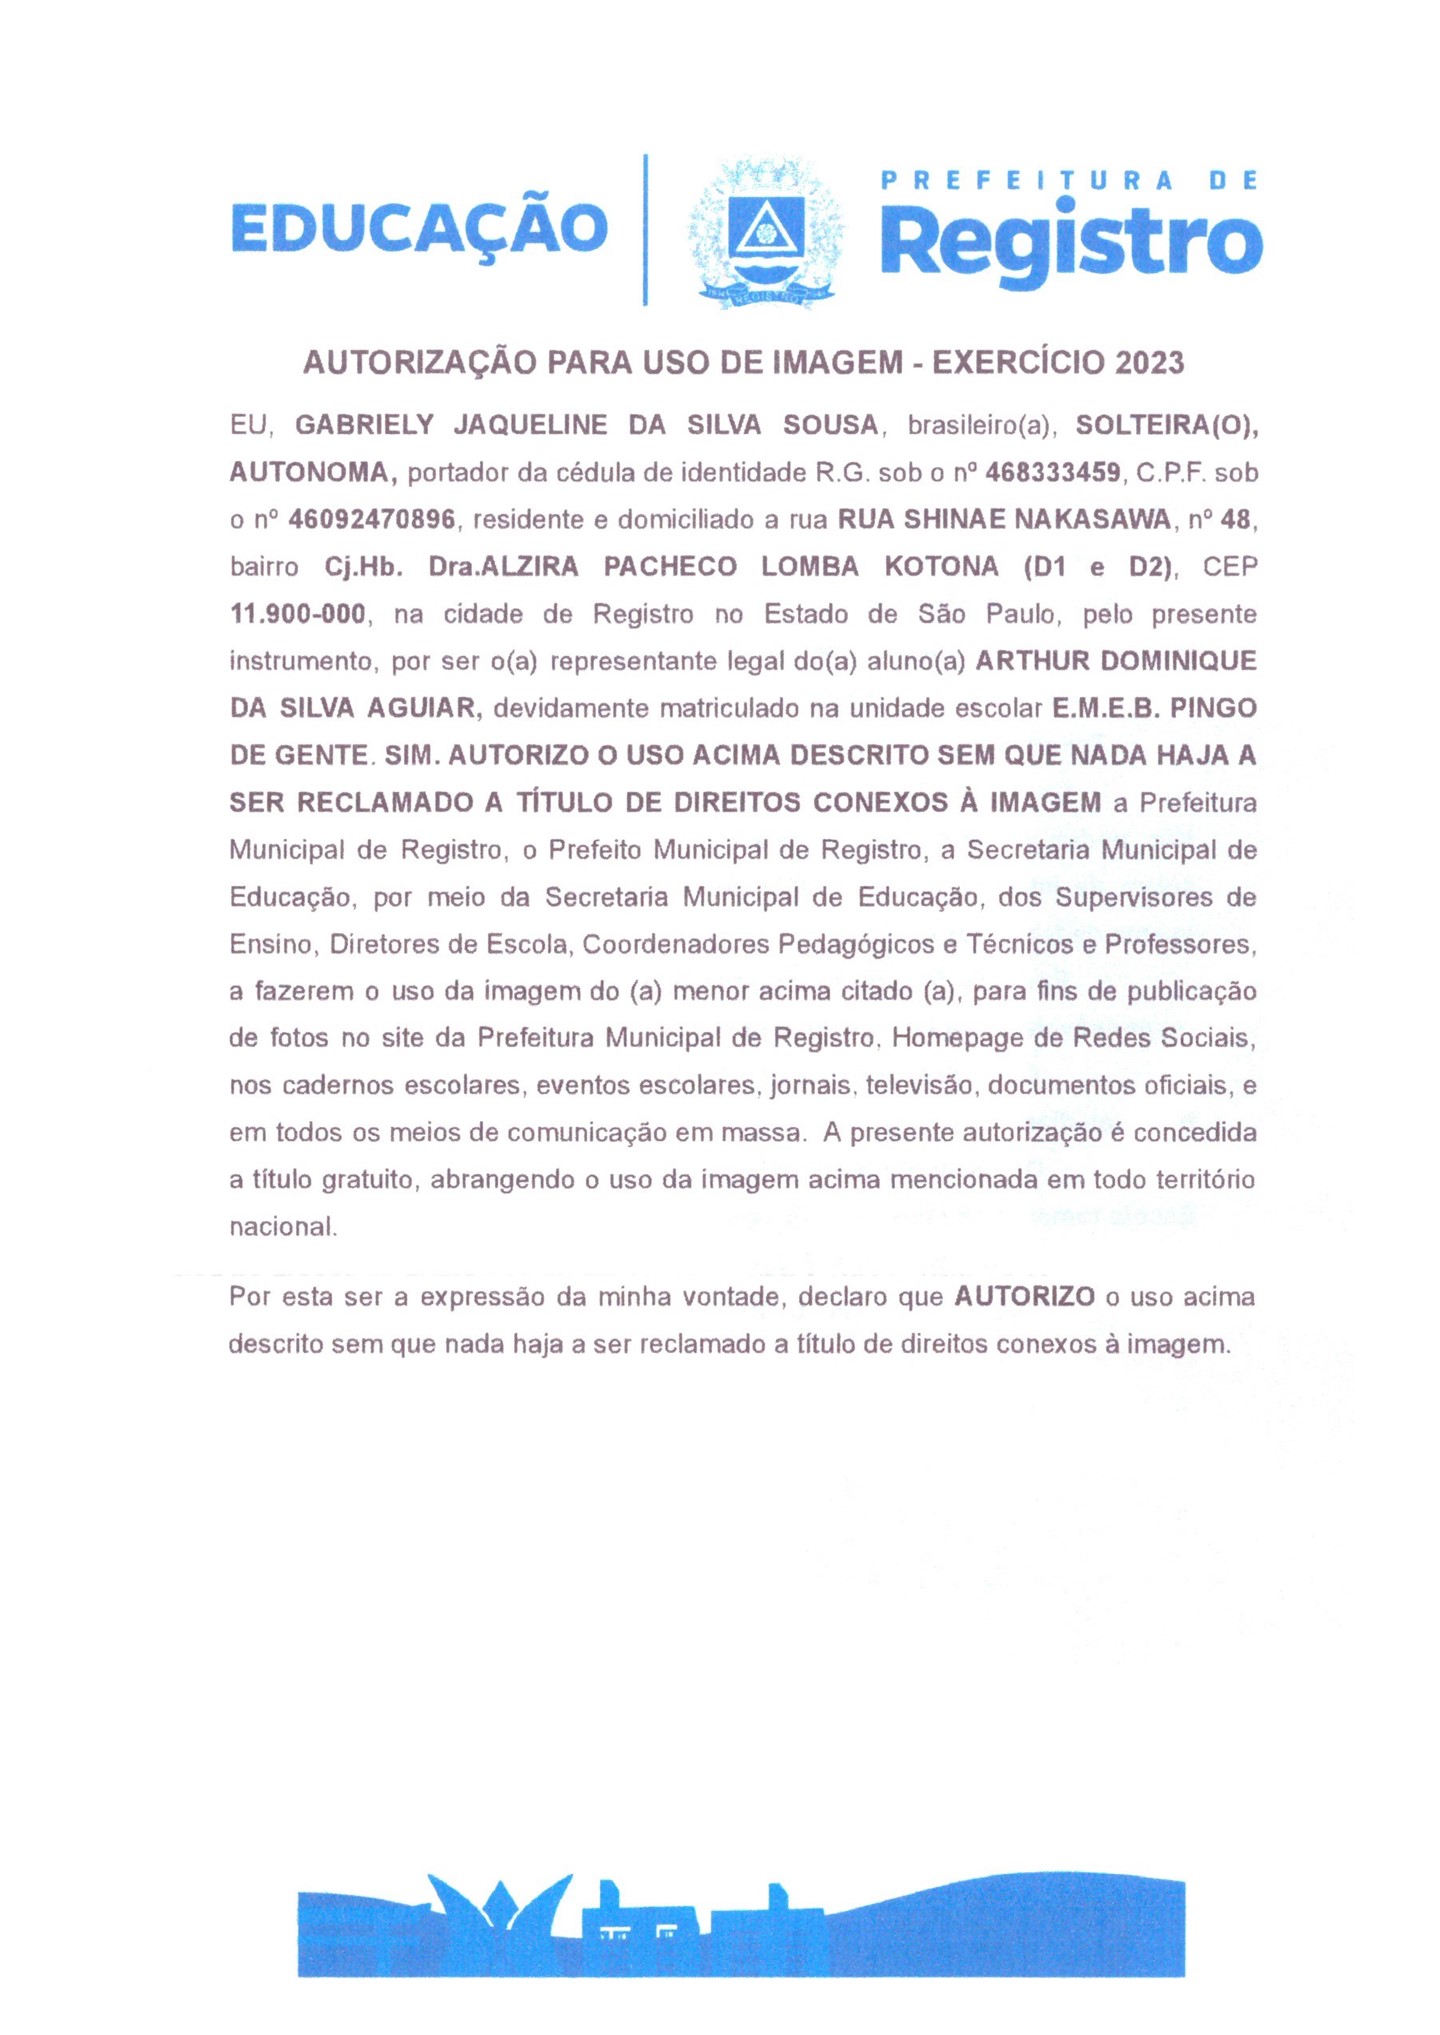 EDUCAÇÃO
PREFEITURA DE
Registro
REGISTRO
AUTORIZAÇÃO PARA USO DE IMAGEM - EXERCÍCIO 2023
EU, GABRIELY JAQUELINE DA SILVA SOUSA, brasileiro(a), SOLTEIRA(O),
AUTONOMA, portador da cédula de identidade R.G. sob o nº 468333459, C.P.F. sob
o nº 46092470896, residente e domiciliado a rua RUA SHINAE NAKASAWA, nº 48,
bairro Cj.Hb. Dra.ALZIRA PACHECO LOMBA KOTONA (D1 e D2), CEP
11.900-000, na cidade de Registro no Estado de São Paulo, pelo presente
instrumento, por ser o(a) representante legal do(a) aluno(a) ARTHUR DOMINIQUE
DA SILVA AGUIAR, devidamente matriculado na unidade escolar E.M.E.B. PINGO
DE GENTE. SIM. AUTORIZO O USO ACIMA DESCRITO SEM QUE NADA HAJA A
SER RECLAMADO A TÍTULO DE DIREITOS CONEXOS À IMAGEM a Prefeitura
Municipal de Registro, o Prefeito Municipal de Registro, a Secretaria Municipal de
Educação, por meio da Secretaria Municipal de Educação, dos Supervisores de
Ensino, Diretores de Escola, Coordenadores Pedagógicos e Técnicos e Professores,
a fazerem o uso da imagem do (a) menor acima citado (a), para fins de publicação
de fotos no site da Prefeitura Municipal de Registro, Homepage de Redes Sociais,
nos cadernos escolares, eventos escolares, jornais, televisão, documentos oficiais, e
em todos os meios de comunicação em massa. A presente autorização é concedida
a título gratuito, abrangendo o uso da imagem acima mencionada em todo território
nacional.
Por esta ser a expressão da minha vontade, declaro que AUTORIZO o uso acima
descrito sem que nada haja a ser reclamado a título de direitos conexos à imagem.